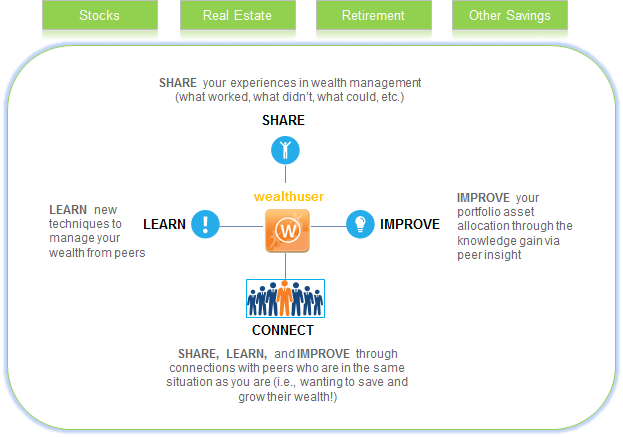 Stocks
Real Estate
Retirement
Other Savings
SHARE your experiences in wealth management
(what worked, what didn't, what could, etc.)
SHARE
wealthuser
LEARN new
techniques to
manage your
wealth from peers
LEARN
!
W
IMPROVE
IMPROVE your
portfolio asset
allocation through the
knowledge gain via
peer insight
CONNECT
SHARE, LEARN, and IMPROVE through
connections with peers who are in the same
situation as you are (i.e., wanting to save and
grow their wealth!)